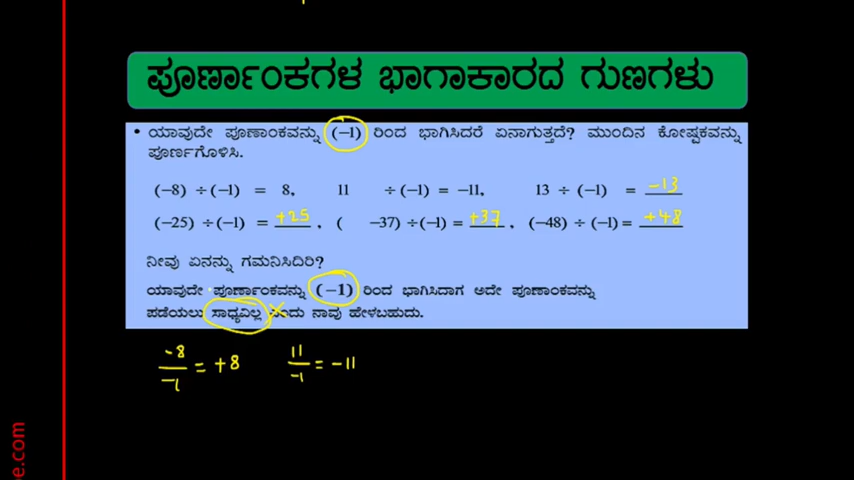 ಪೂರ್ಣಾಂಕಗಳ ಭಾಗಾಕಾರದ ಗುಣಗಳು
• ಯಾವುದೇ ಪೂಣಾಂಕವನ್ನು (−1) ರಿಂದ ಭಾಗಿಸಿದರೆ ಏನಾಗುತ್ತದೆ? ಮುಂದಿನ ಕೋಷ್ಟಕವನ್ನು
ಪೂರ್ಣಗೊಳಿಸಿ.
(−8) ÷(−1) = 8, 11 ÷(−1) = −11, 13 ÷ (−1) = −13
(−25) ÷(−1) = +25 , ( −37) ÷(−1) = +37 , (−48) ÷ (−1) = +48
ನೀವು ಏನನ್ನು ಗಮನಿಸಿದಿರಿ?
ಯಾವುದೇ ಪೂರ್ಣಾಂಕವನ್ನು (−1) ರಿಂದ ಭಾಗಿಸಿದಾಗ ಅದೇ ಪೂಣಾಂಕವನ್ನು
ಪಡೆಯಲು ಸಾಧ್ಯವಿಲ್ಲ ಎಂದು ನಾವು ಹೇಳಬಹುದು.
−8/−1 = +8 11/−1 = −11
e.com